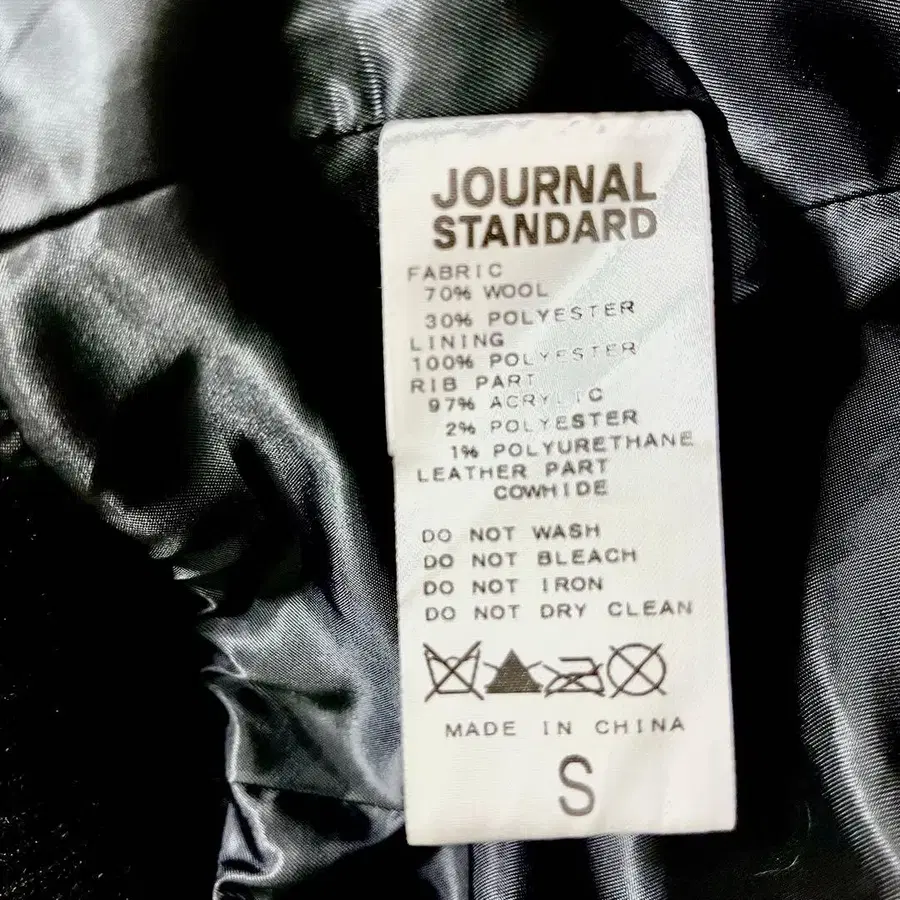 JOURNAL
STANDARD
FABRIC
70% WOOL
30% POLYESTER
LINING
100% POLYESTER
RIB PART
97% ACRYLIC
2% POLYESTER
1% POLYURETHANE
LEATHER PART
COWHIDE
DO NOT WASH
DO NOT BLEACH
DO NOT IRON
DO NOT DRY CLEAN
MADE IN CHINA
S